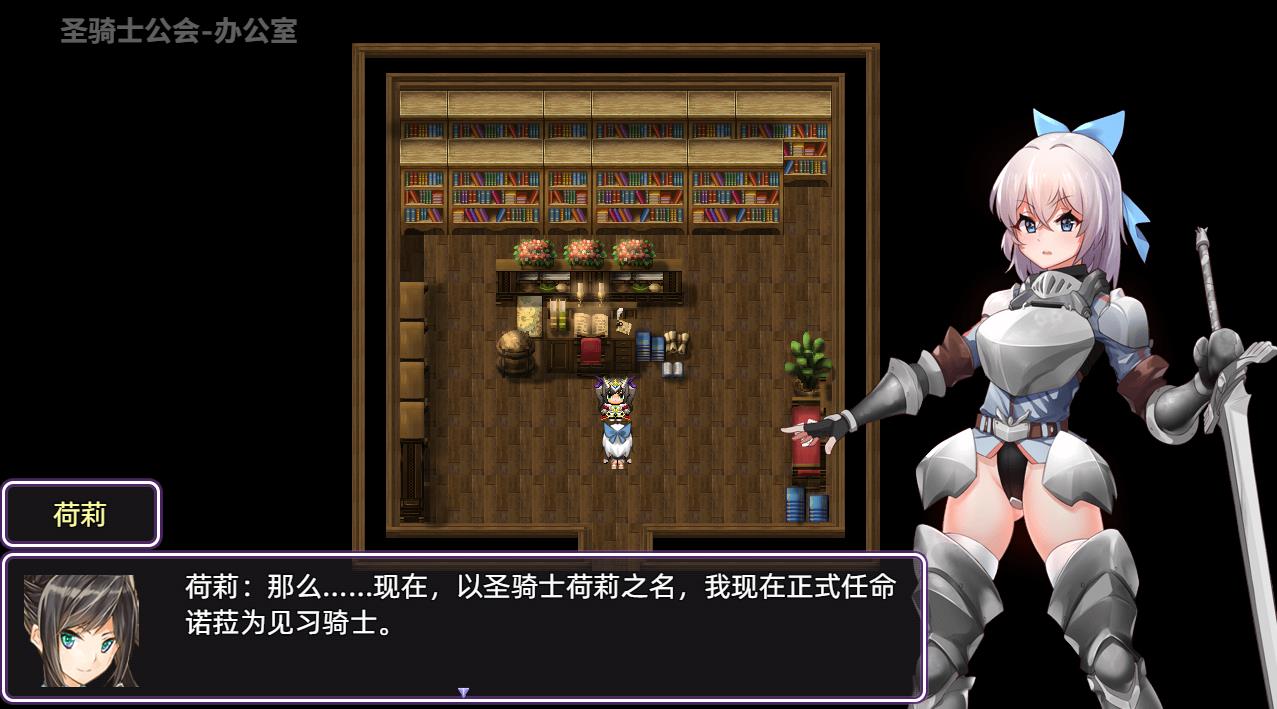 圣骑士公会-办公室
荷莉
荷莉：那么……现在，以圣骑士荷莉之名，我现在正式任命
诺菈为见习骑士。